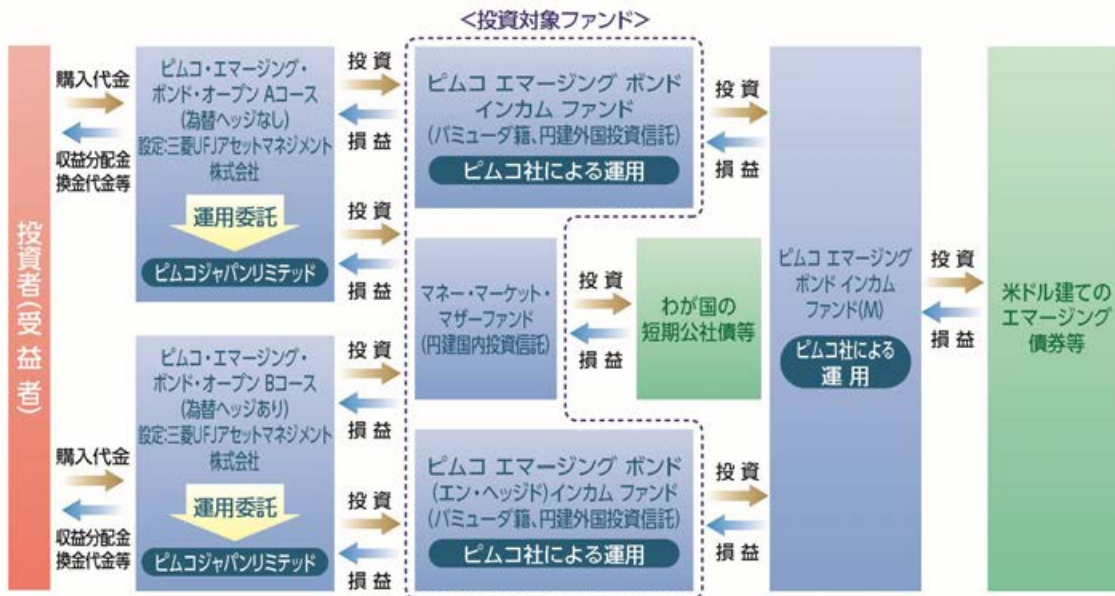 ＜投資対象ファンド＞
投資者(受益者)
購入代金
収益分配金
換金代金等
ピムコ・エマージング・
ボンド・オープン Aコース
(為替ヘッジなし)
設定:三菱UFJアセットマネジメント
株式会社
運用委託
ピムコジャパンリミテッド
投資
損益
投資
損益
ピムコ エマージング ボンド
インカム ファンド
(バミューダ籍、円建外国投資信託)
ピムコ社による運用
投資
損益
マネー・マーケット・
マザーファンド
(円建国内投資信託)
投資
損益
わが国の
短期公社債等
ピムコ エマージング
ボンド インカム
ファンド(M)
ピムコ社による
運用
投資
損益
米ドル建ての
エマージング
債券等
ピムコ・エマージング・
ボンド・オープン Bコース
(為替ヘッジあり)
設定:三菱UFJアセットマネジメント
株式会社
運用委託
ピムコジャパンリミテッド
購入代金
収益分配金
換金代金等
投資
損益
投資
損益
ピムコ エマージング ボンド
(エン・ヘッジド)インカム ファンド
(バミューダ籍、円建外国投資信託)
ピムコ社による運用
投資
損益